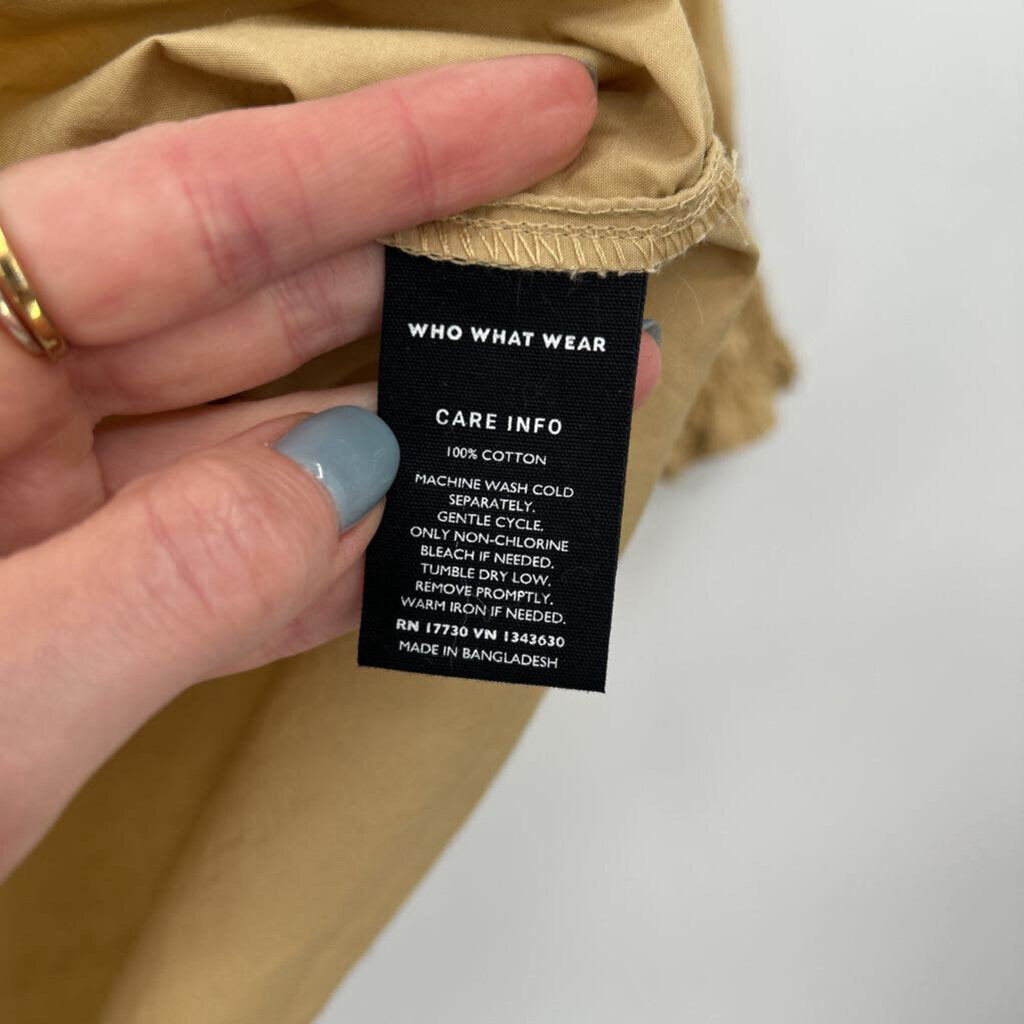 WHO WHAT WEAR
CARE INFO
100% COTTON
MACHINE WASH COLD
SEPARATELY.
GENTLE CYCLE.
ONLY NON-CHLORINE
BLEACH IF NEEDED.
TUMBLE DRY LOW.
REMOVE PROMPTLY.
WARM IRON IF NEEDED.
RN 17730 VN 1343630
MADE IN BANGLADESH